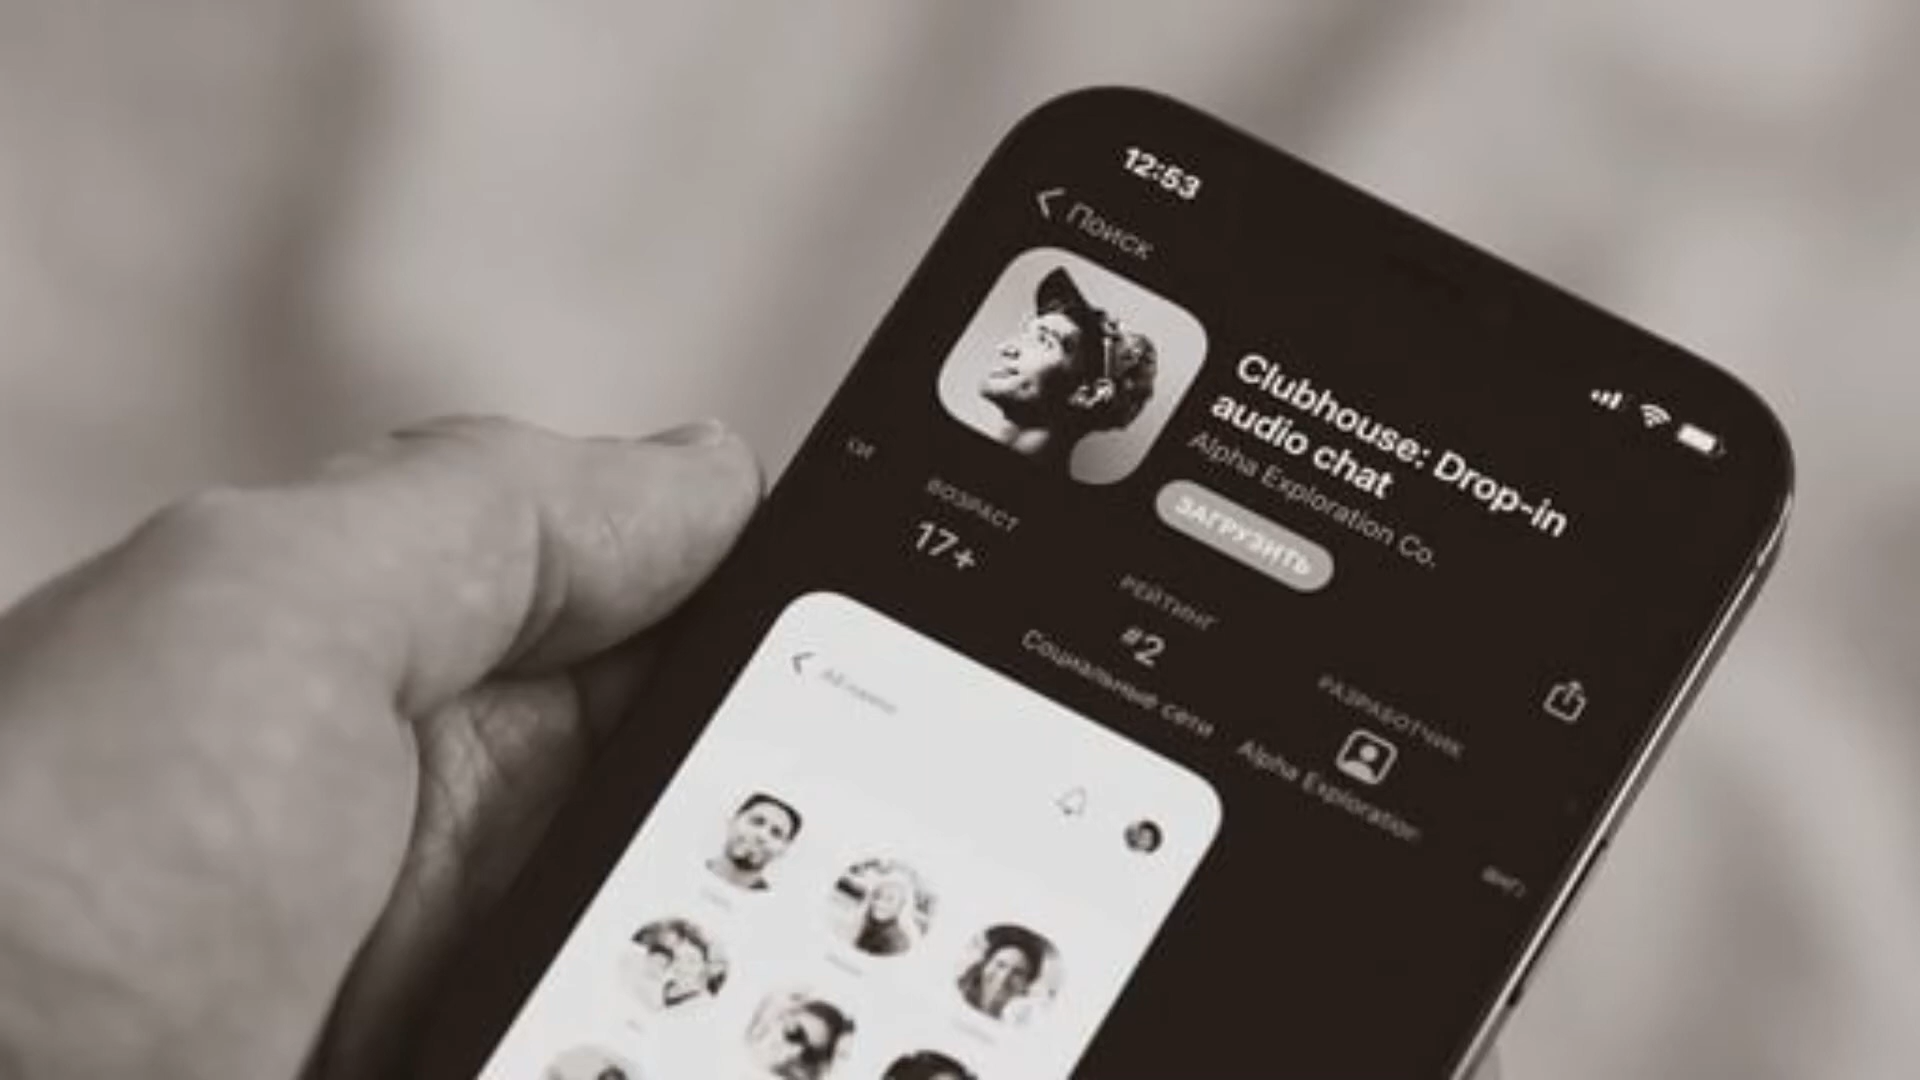 12:53
Поиск
Clubhouse: Drop-in
audio chat
Alpha Exploration Co.
ЗАГРУЗИТЬ
ВОЗРАСТ
17+
РЕЙТИНГ
#2
Социальные сети
РАЗРАБОТЧИК
Alpha Exploration